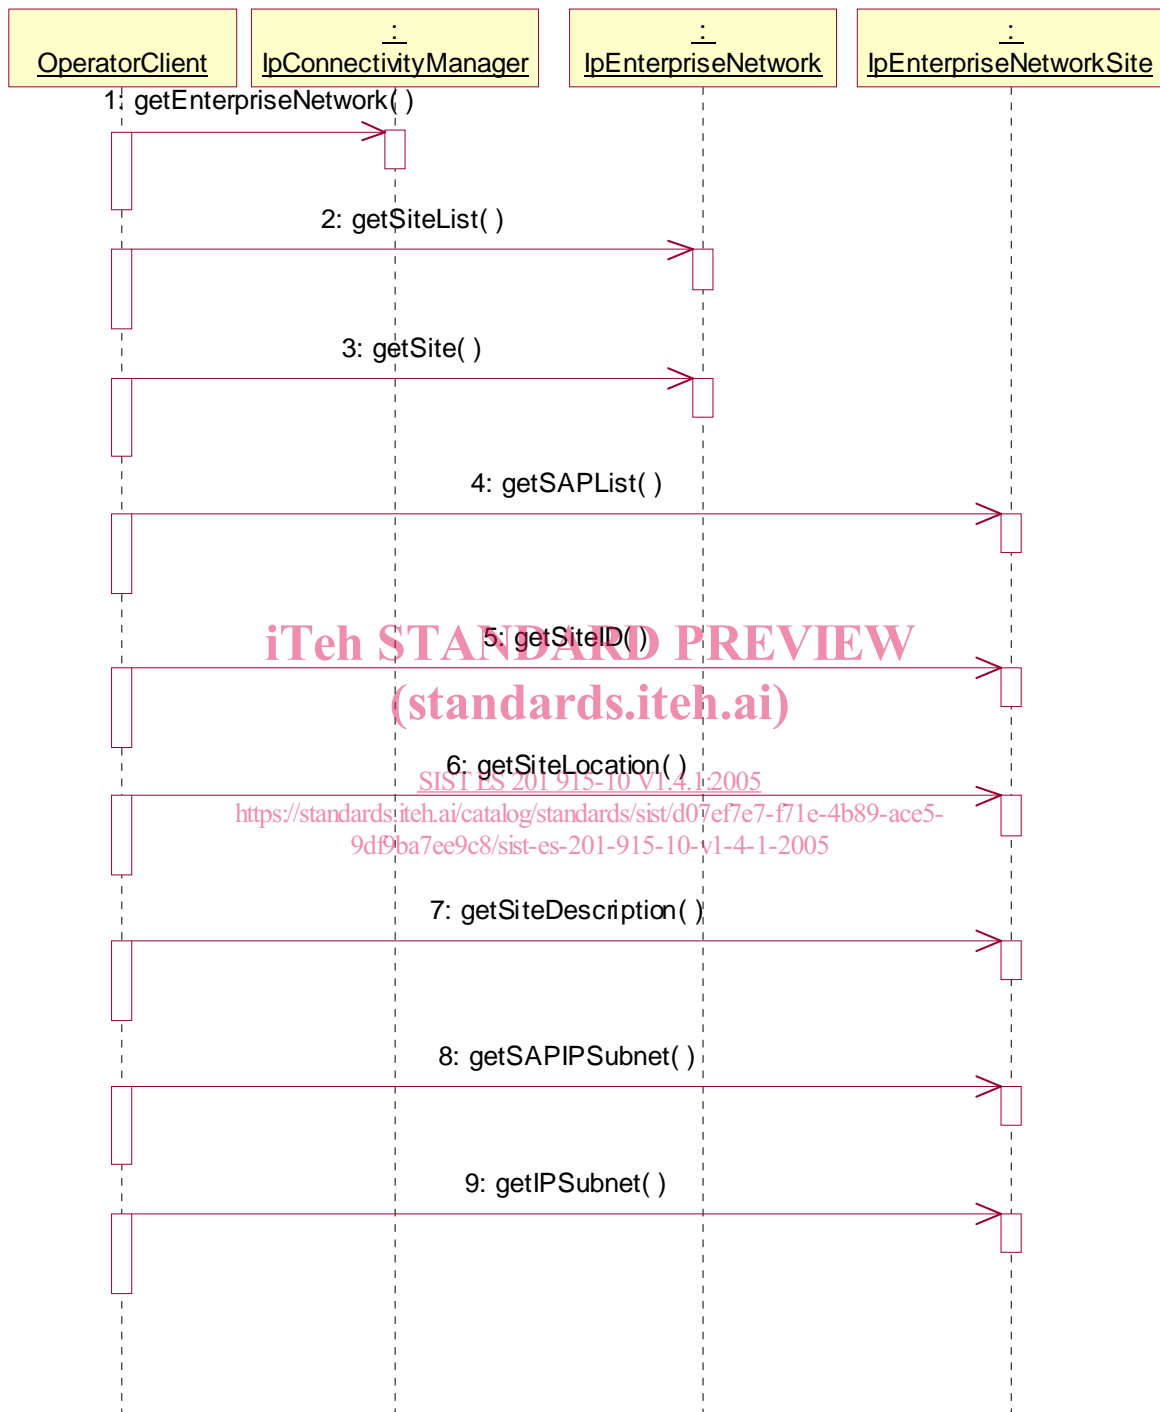 OperatorClient
:
IpConnectivityManager
:
IpEnterpriseNetwork
:
IpEnterpriseNetworkSite
1: getEnterpriseNetwork( )
2: getSiteList( )
3: getSite( )
4: getSAPList( )
5: getSiteID( )
iTeh STANDARD PREVIEW
(standards.iteh.ai)
6: getSiteLocation( )
SIST ES 201 915-10 V1.4.1:2005
https://standards.iteh.ai/catalog/standards/sist/d07ef7e7-f71e-4b89-ace5-
9df9ba7ee9c8/sist-es-201-915-10-v1-4-1-2005
7: getSiteDescription( )
8: getSAPIPSubnet( )
9: getIPSubnet( )